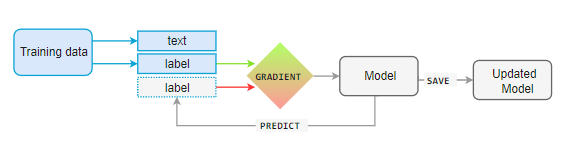 Training data
text
label
label
GRADIENT
Model
SAVE
Updated
Model
PREDICT